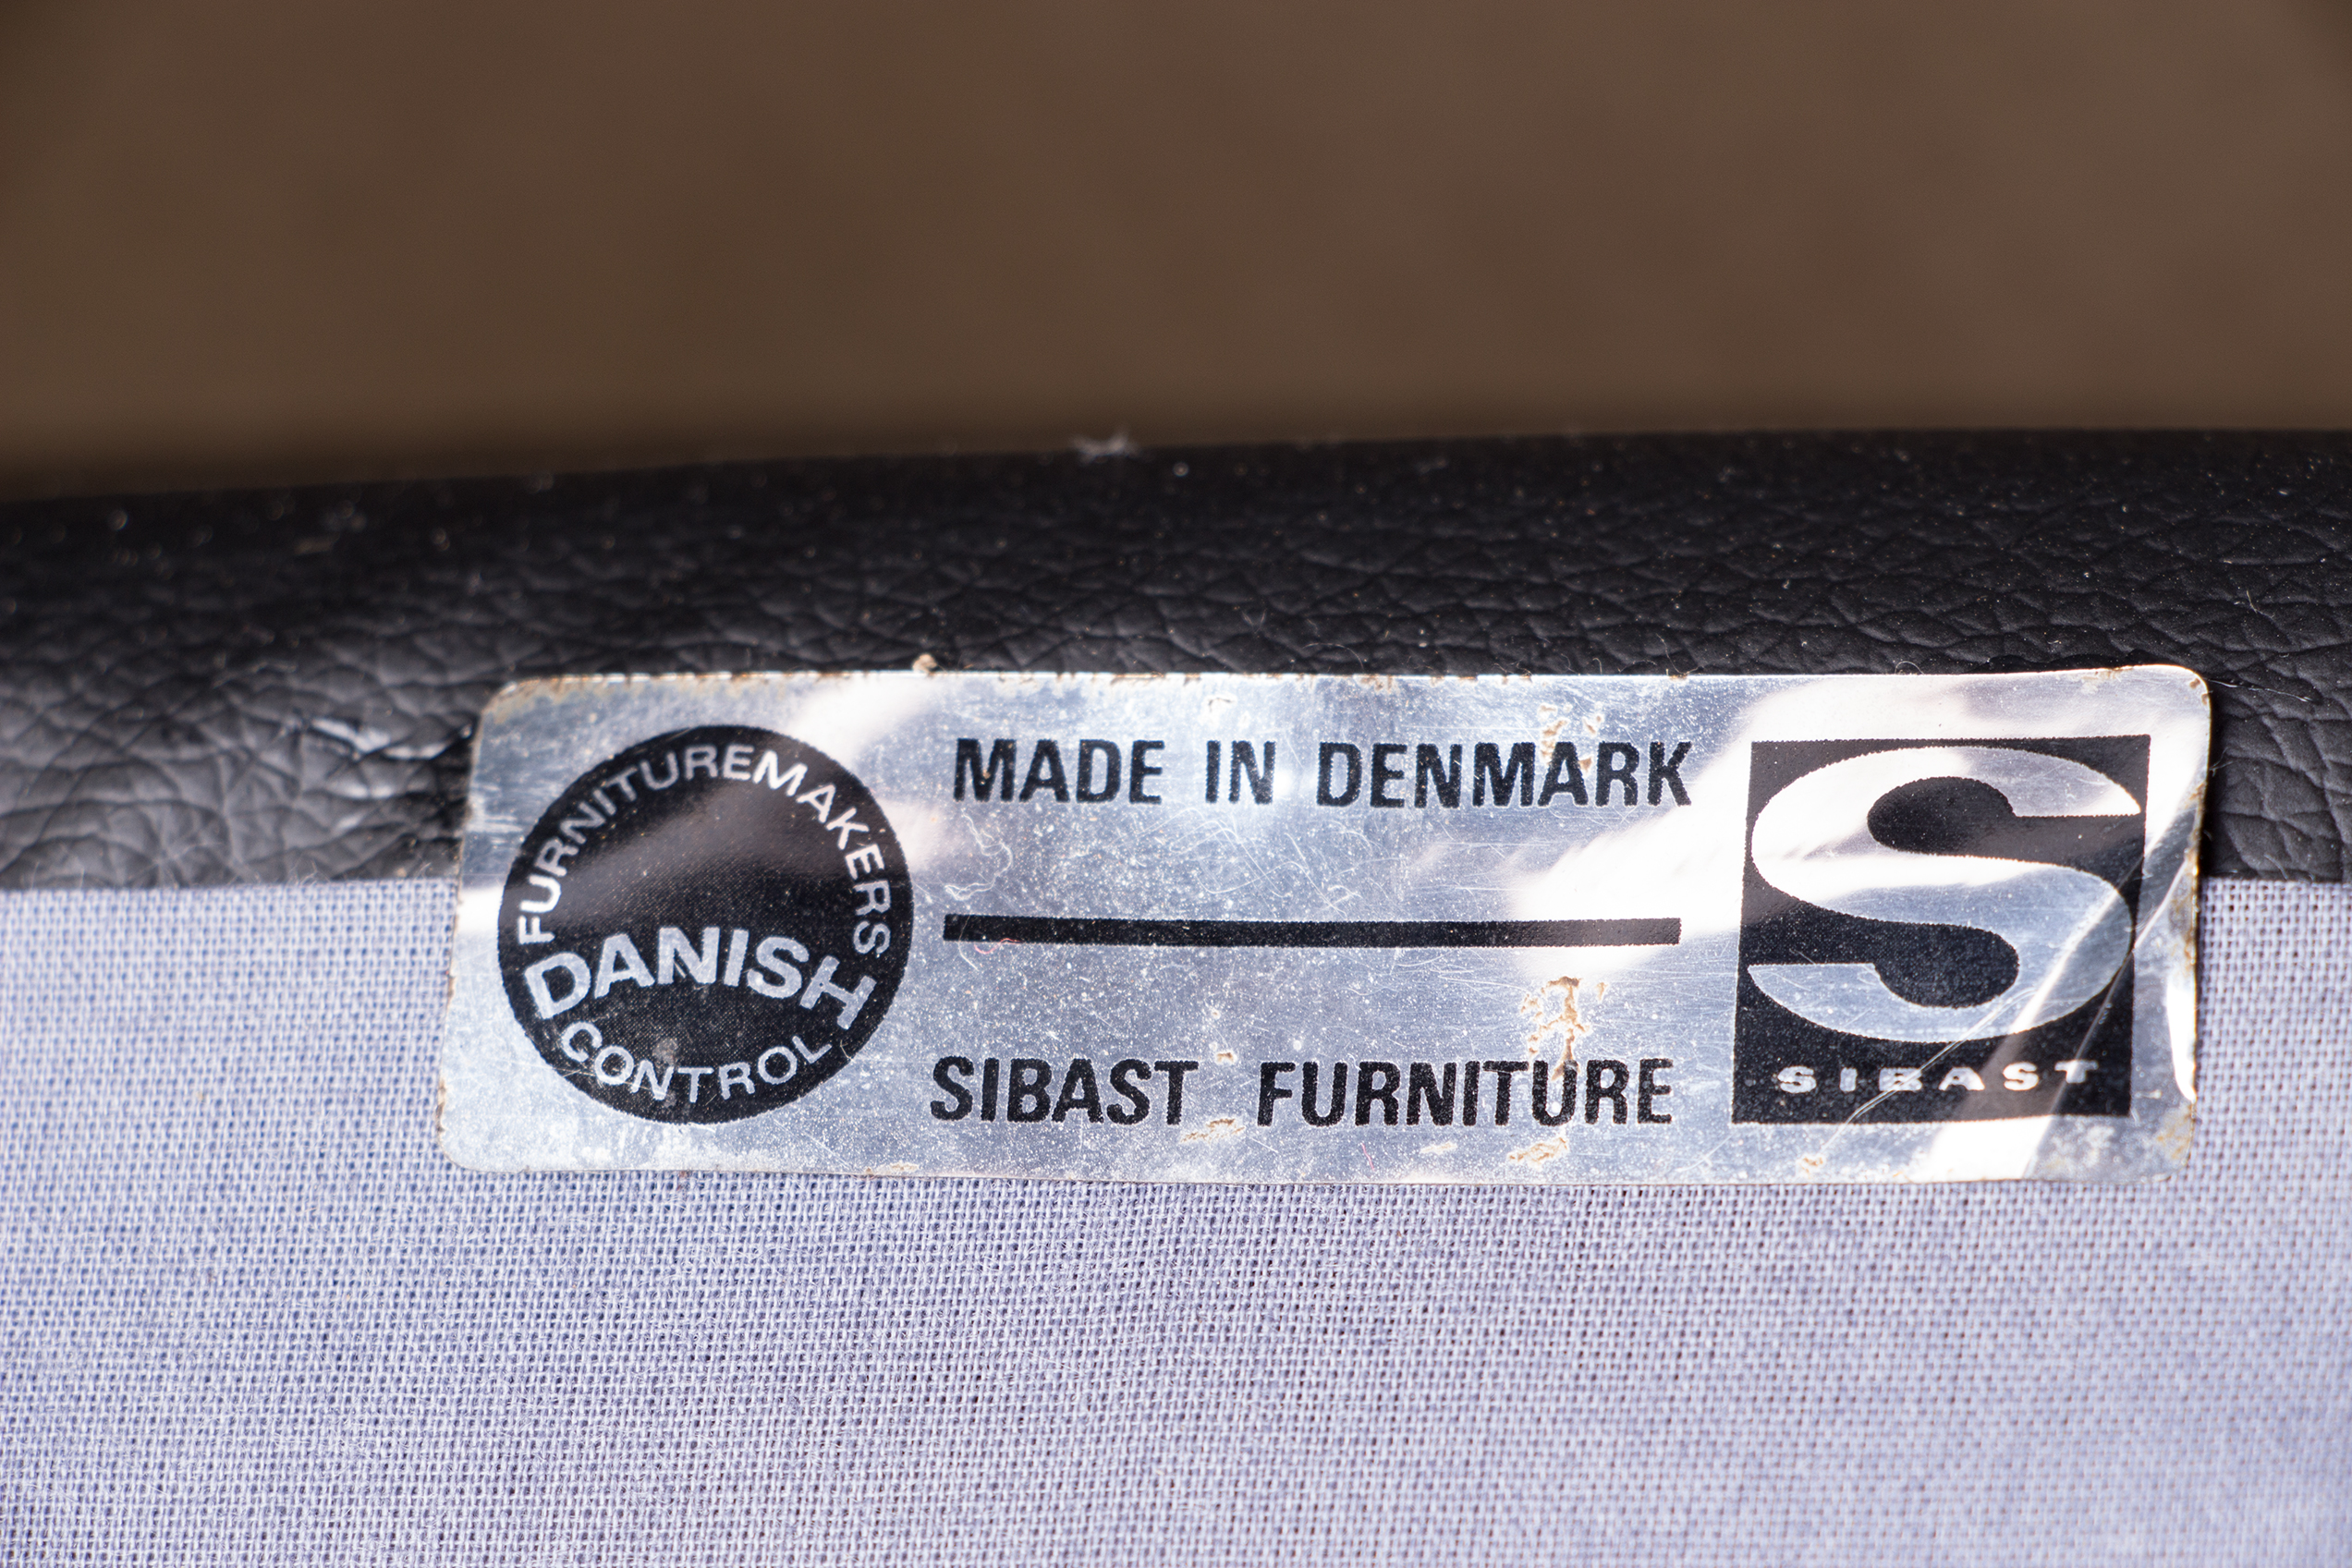 FURNITUREMAKERS
DANISH
CONTROL
MADE IN DENMARK
SIBAST FURNITURE
S
SIBAST